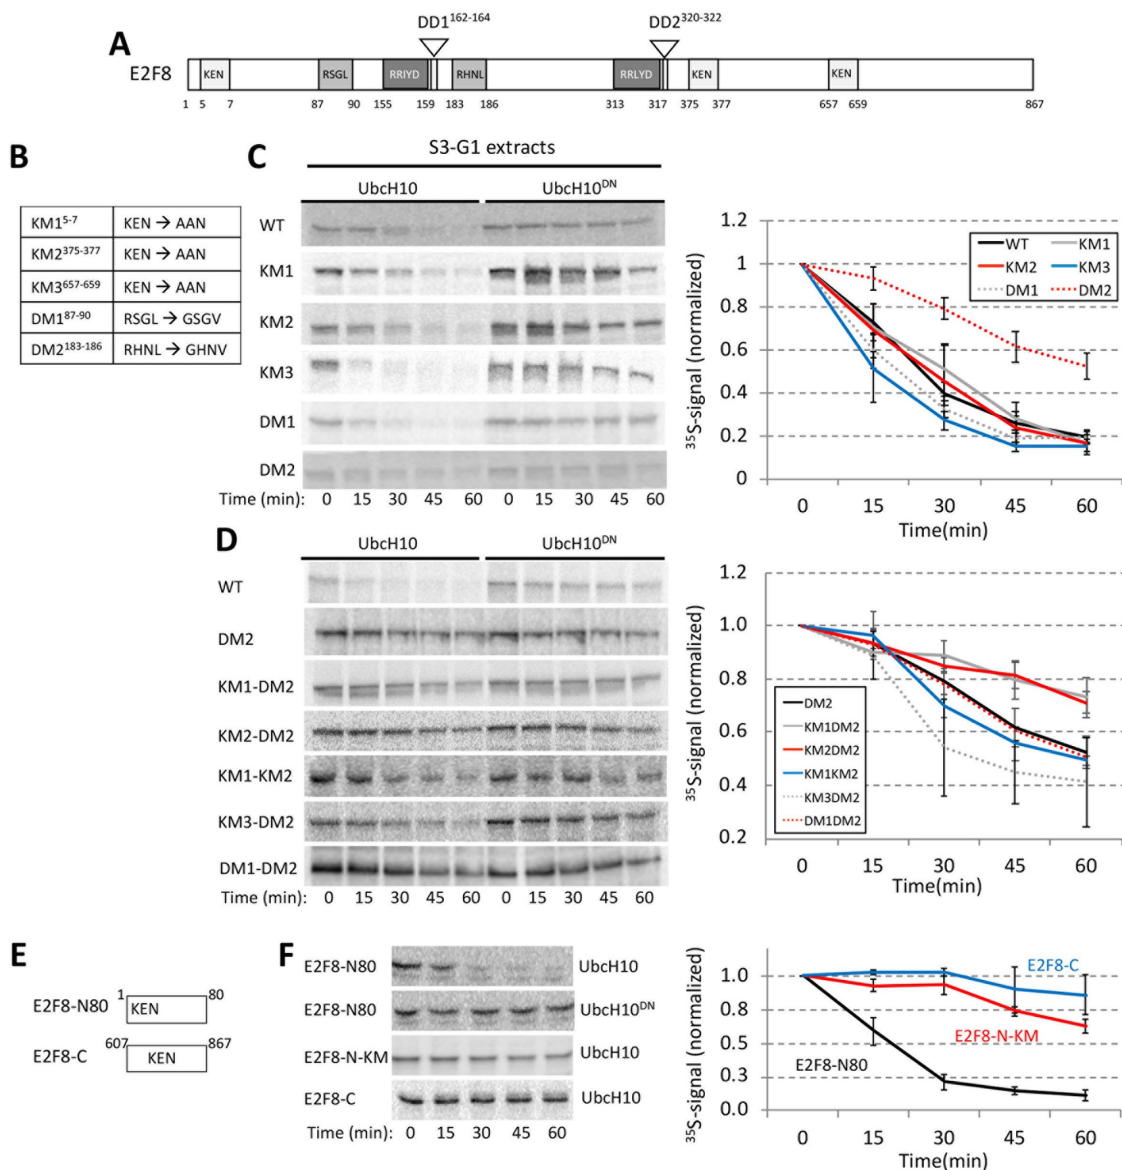 A
DD1162-164
DD2320-322
E2F8
KEN RSGL RRIYD RHNL RRLYD KEN KEN
1 5 7 87 90 155 159 183 186 313 317 375 377 657 659 867
B
KM15-7 KEN → AAN
KM2375-377 KEN → AAN
KM3657-659 KEN → AAN
DM187-90 RSGL → GSGV
DM2183-186 RHNL → GHNV
C
S3-G1 extracts
UbcH10 UbcH10DN
WT
KM1
KM2
KM3
DM1
DM2
Time (min): 0 15 30 45 60 0 15 30 45 60
35S-signal (normalized)
1.2
1
0.8
0.6
0.4
0.2
0
WT KM1
KM2 KM3
DM1 DM2
0 15 30 45 60
Time(min)
D
UbcH10 UbcH10DN
WT
DM2
KM1-DM2
KM2-DM2
KM1-KM2
KM3-DM2
DM1-DM2
Time (min): 0 15 30 45 60 0 15 30 45 60
35S-signal (normalized)
1.2
1.0
0.8
0.6
0.4
0.2
DM2
KM1DM2
KM2DM2
KM1KM2
KM3DM2
DM1DM2
0 15 30 45 60
Time(min)
E
E2F8-N80 1 KEN 80
E2F8-C 607 KEN 867
F
E2F8-N80 UbcH10
E2F8-N80 UbcH10DN
E2F8-N-KM UbcH10
E2F8-C UbcH10
Time (min): 0 15 30 45 60
35S-signal (normalized)
1.0
0.8
0.5
0.3
0.0
E2F8-C
E2F8-N-KM
E2F8-N80
0 15 30 45 60
Time(min)